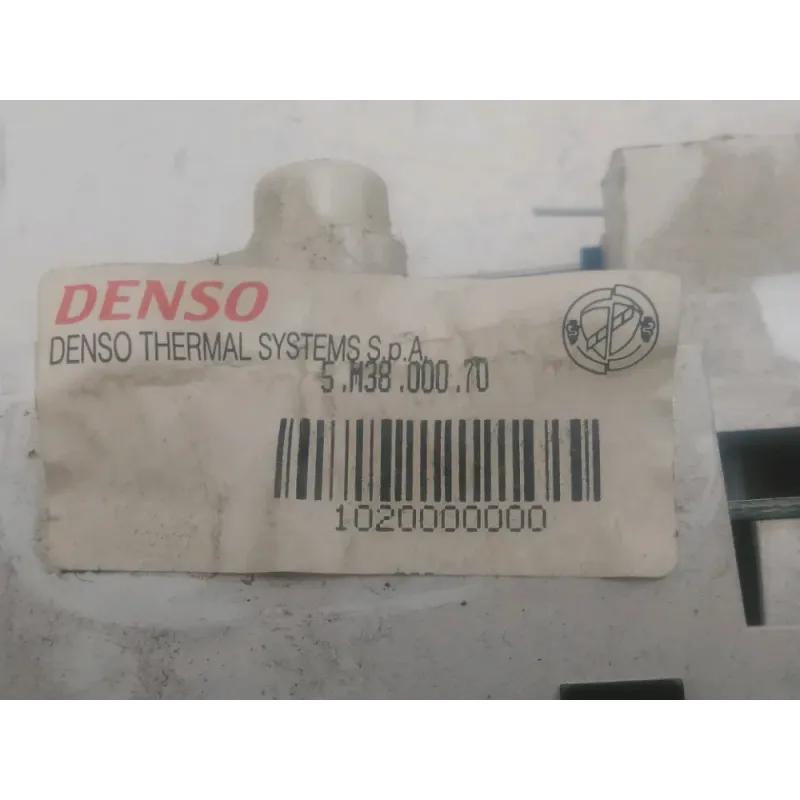 DENSO
DENSO THERMAL SYSTEMS S.p.A.
5.M38.000.70
1020000000